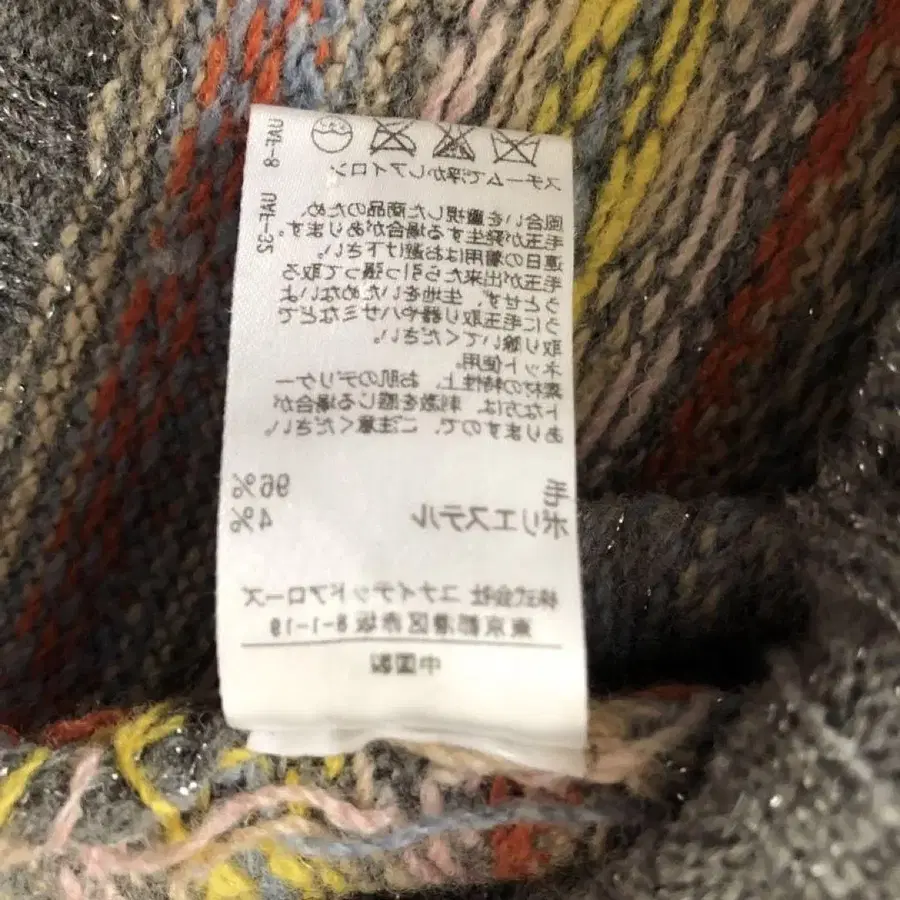 スチームで浮かしアイロン
風合いを重視した商品のため、
毛玉が発生する場合があります。
連日の着用はお避け下さい。
毛玉が出来たら引っ張って取ろ
うとせず、生地をいためないよ
うに毛玉取り器やハサミなどで
取り除いてください。
ネット使用。
素材の特性上、お肌のデリケー
トな方は、刺激を感じる場合が
ありますので、ご注意ください。
毛 96%
ポリエステル 4%
株式会社 ユナイテッドアローズ
東京都港区赤坂8-1-19
中国製
UAF-8 UAF-35